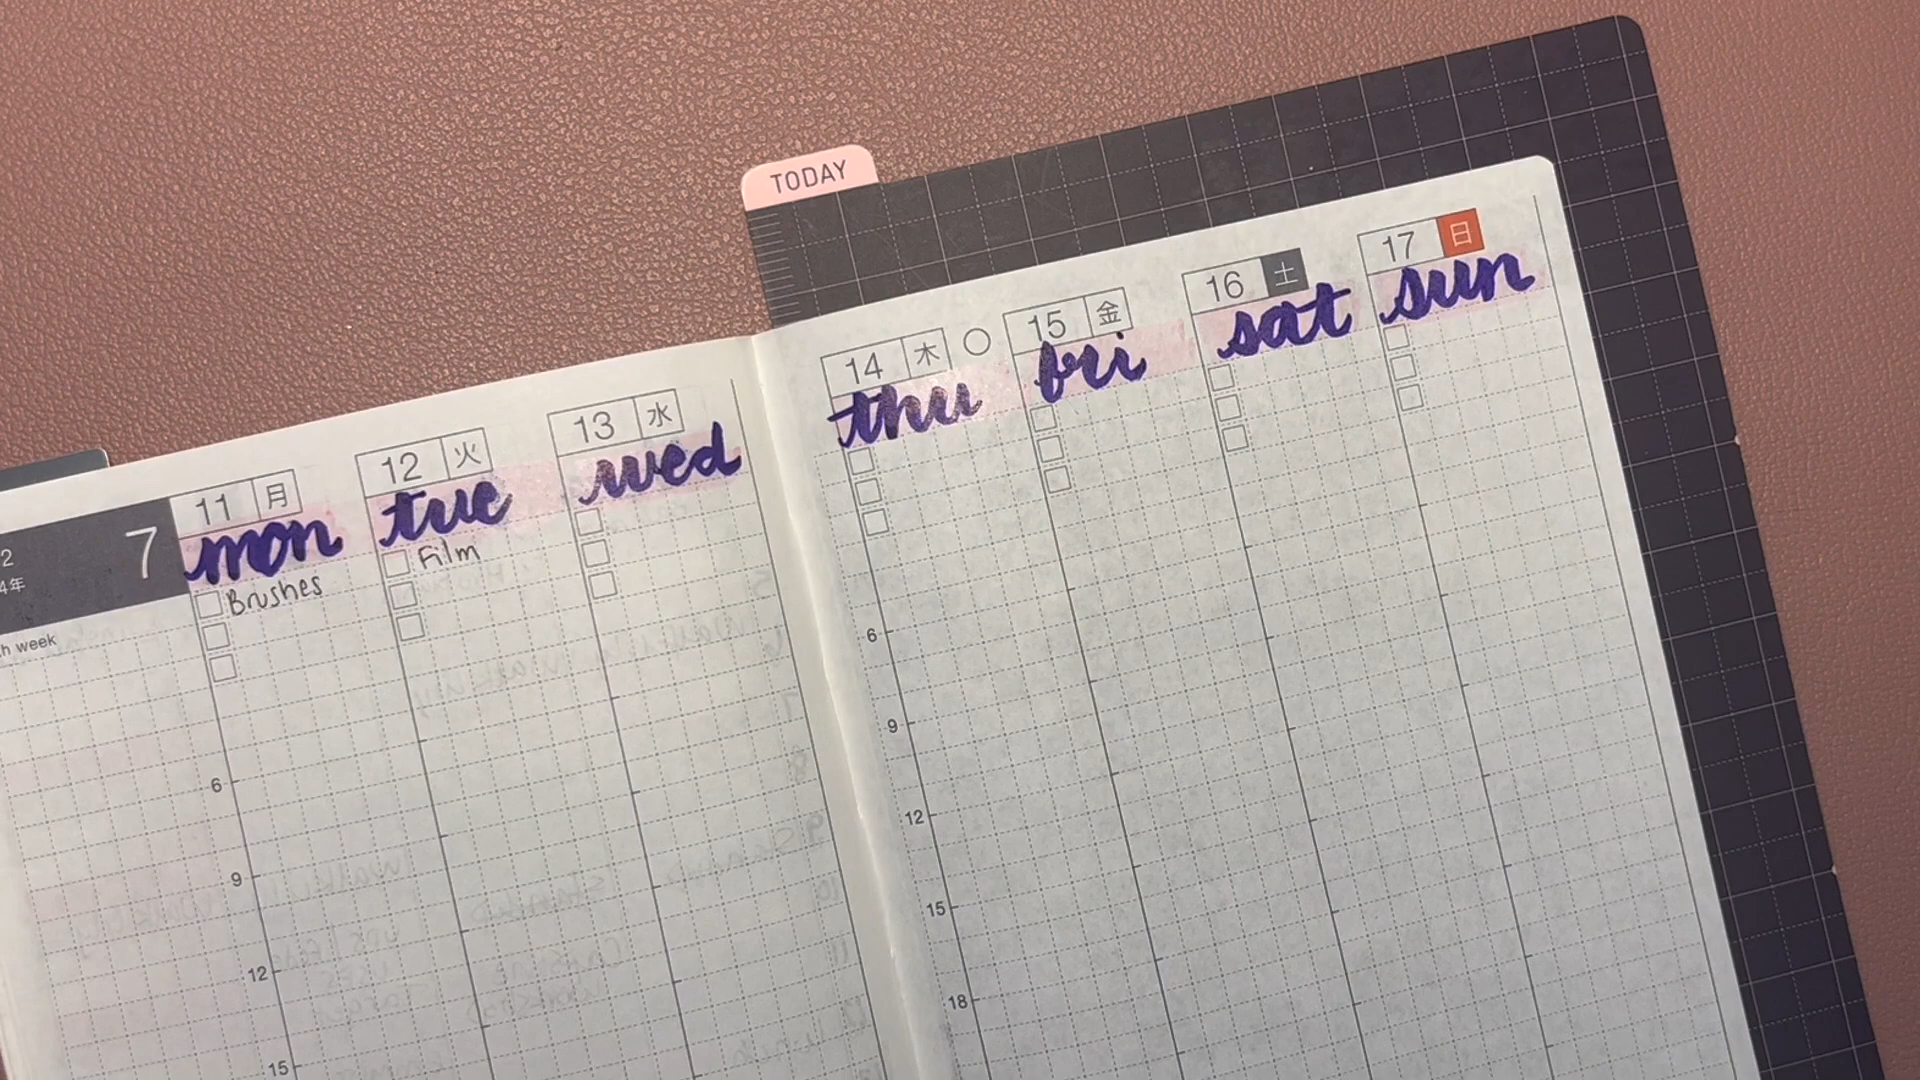 TODAY
2
4年
7
h week
11 月
mon
Brushes
12 火
tue
Film
13 水
wed
6
9
12
15
14 木
thu
15 金
fri
16 土
sat
17 日
sun
6
9
12
15
18